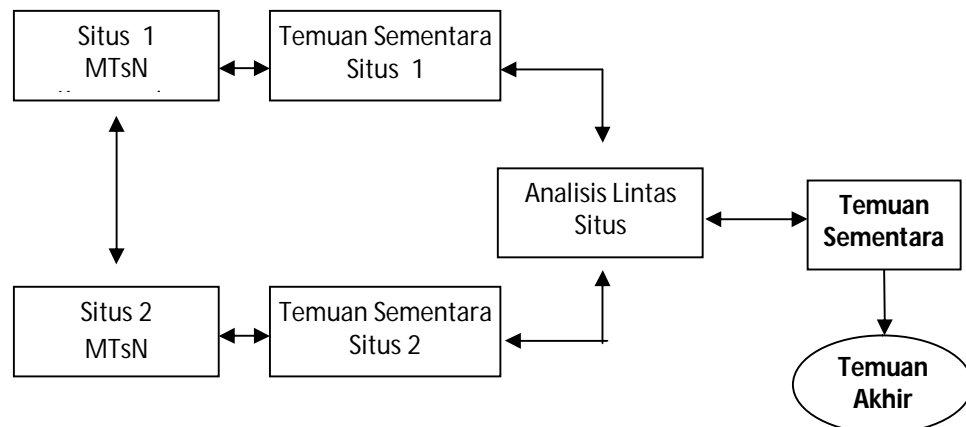 Situs 1
MTsN
Temuan Sementara
Situs 1
Analisis Lintas
Situs
Temuan
Sementara
Situs 2
MTsN
Temuan Sementara
Situs 2
Temuan
Akhir